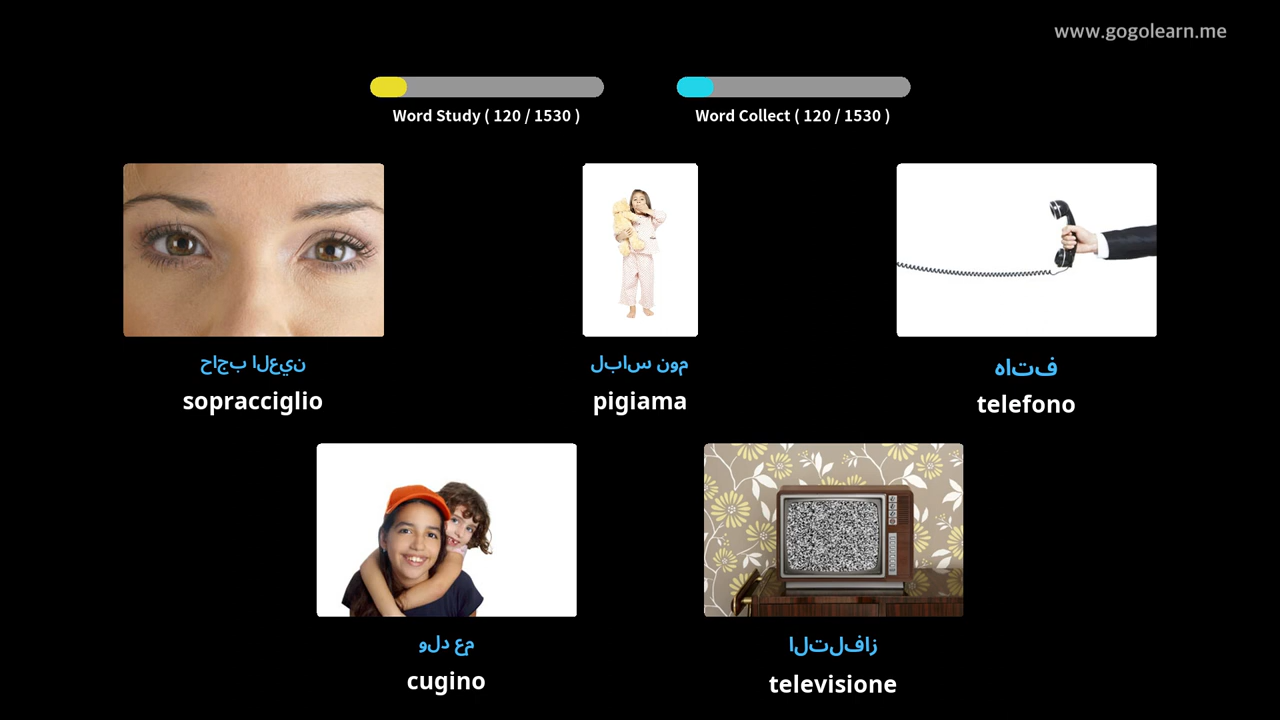 www.gogolearn.me
Word Study ( 120 / 1530 )
Word Collect ( 120 / 1530 )
حاجب العين
sopracciglio
لباس نوم
pigiama
هاتف
telefono
ولد عم
cugino
التلفاز
televisione